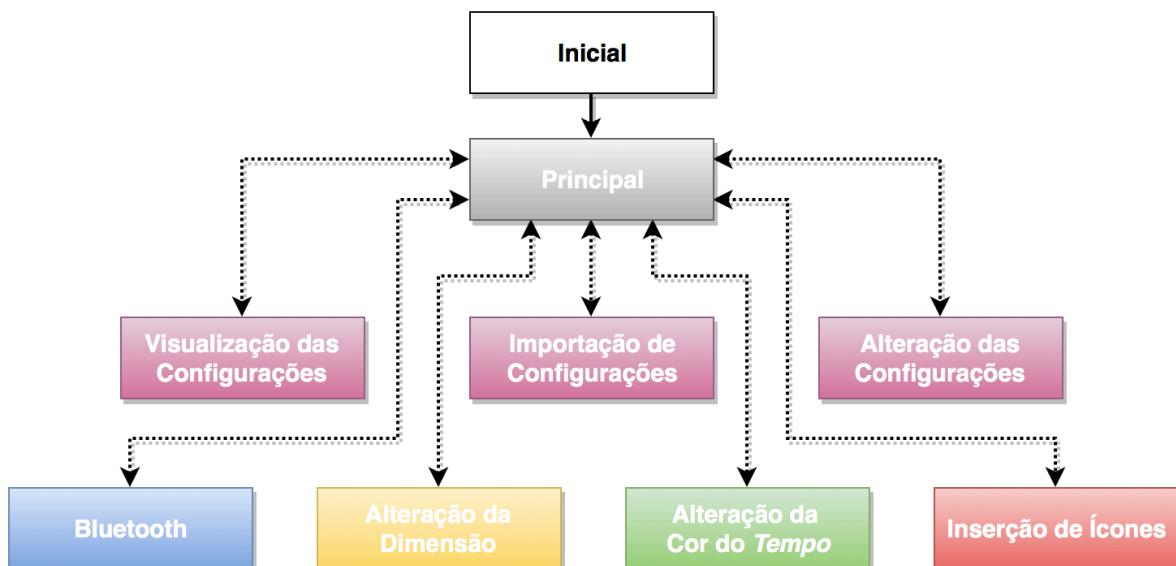 Inicial
Principal
Visualização das
Configurações
Importação de
Configurações
Alteração das
Configurações
Bluetooth
Alteração da
Dimensão
Alteração da
Cor do Tempo
Inserção de Ícones